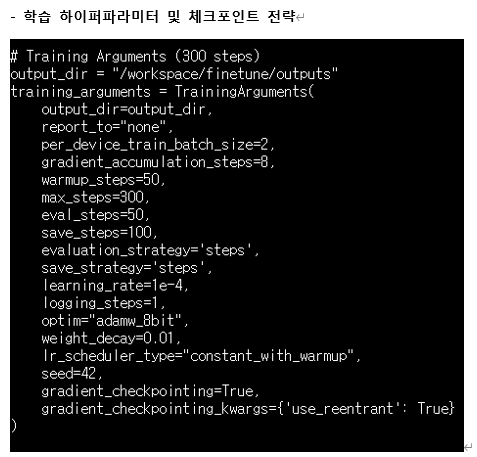 - 학습 하이퍼파라미터 및 체크포인트 전략↵
# Training Arguments (300 steps)
output_dir = "/workspace/finetune/outputs"
training_arguments = TrainingArguments(
    output_dir=output_dir,
    report_to="none",
    per_device_train_batch_size=2,
    gradient_accumulation_steps=8,
    warmup_steps=50,
    max_steps=300,
    eval_steps=50,
    save_steps=100,
    evaluation_strategy='steps',
    save_strategy='steps',
    learning_rate=1e-4,
    logging_steps=1,
    optim="adamw_8bit",
    weight_decay=0.01,
    lr_scheduler_type="constant_with_warmup",
    seed=42,
    gradient_checkpointing=True,
    gradient_checkpointing_kwargs={'use_reentrant': True}
)
↵